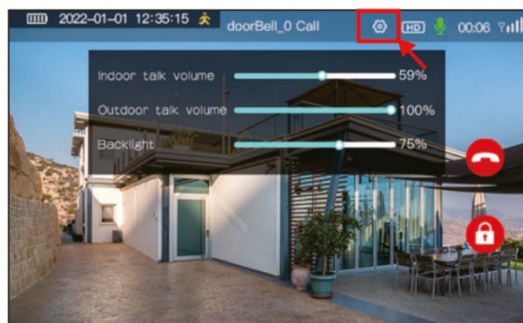 2022-01-01 12:35:15 doorBell_0 Call HD 00:06
Indoor talk volume 59%
Outdoor talk volume 100%
Backlight 75%